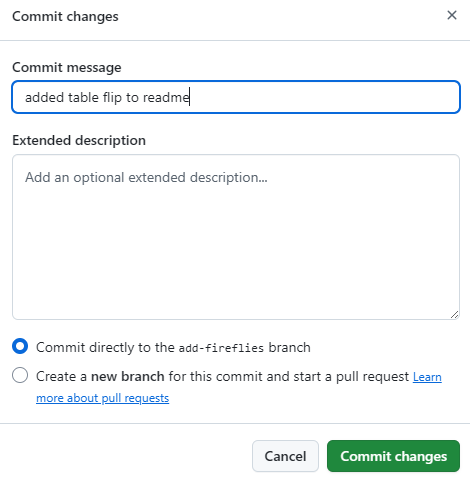 Commit changes
Commit message
added table flip to readme
Extended description
Add an optional extended description...
Commit directly to the add-fireflies branch
Create a new branch for this commit and start a pull request Learn
more about pull requests
Cancel
Commit changes